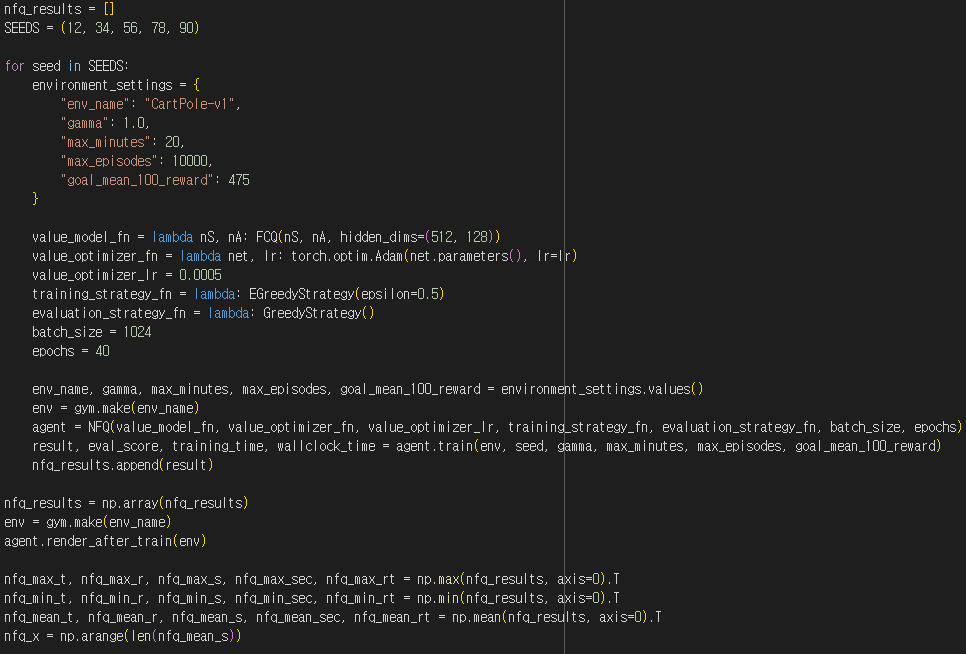 nfq_results = []
SEEDS = (12, 34, 56, 78, 90)
for seed in SEEDS:
    environment_settings = {
        "env_name": "CartPole-v1",
        "gamma": 1.0,
        "max_minutes": 20,
        "max_episodes": 10000,
        "goal_mean_100_reward": 475
    }
    value_model_fn = lambda nS, nA: FCQ(nS, nA, hidden_dims=(512, 128))
    value_optimizer_fn = lambda net, lr: torch.optim.Adam(net.parameters(), lr=lr)
    value_optimizer_lr = 0.0005
    training_strategy_fn = lambda: EGreedyStrategy(epsilon=0.5)
    evaluation_strategy_fn = lambda: GreedyStrategy()
    batch_size = 1024
    epochs = 40
    env_name, gamma, max_minutes, max_episodes, goal_mean_100_reward = environment_settings.values()
    env = gym.make(env_name)
    agent = NFQ(value_model_fn, value_optimizer_fn, value_optimizer_lr, training_strategy_fn, evaluation_strategy_fn, batch_size, epochs)
    result, eval_score, training_time, wallclock_time = agent.train(env, seed, gamma, max_minutes, max_episodes, goal_mean_100_reward)
    nfq_results.append(result)
nfq_results = np.array(nfq_results)
env = gym.make(env_name)
agent.render_after_train(env)
nfq_max_t, nfq_max_r, nfq_max_s, nfq_max_sec, nfq_max_rt = np.max(nfq_results, axis=0).T
nfq_min_t, nfq_min_r, nfq_min_s, nfq_min_sec, nfq_min_rt = np.min(nfq_results, axis=0).T
nfq_mean_t, nfq_mean_r, nfq_mean_s, nfq_mean_sec, nfq_mean_rt = np.mean(nfq_results, axis=0).T
nfq_x = np.arange(len(nfq_mean_s))